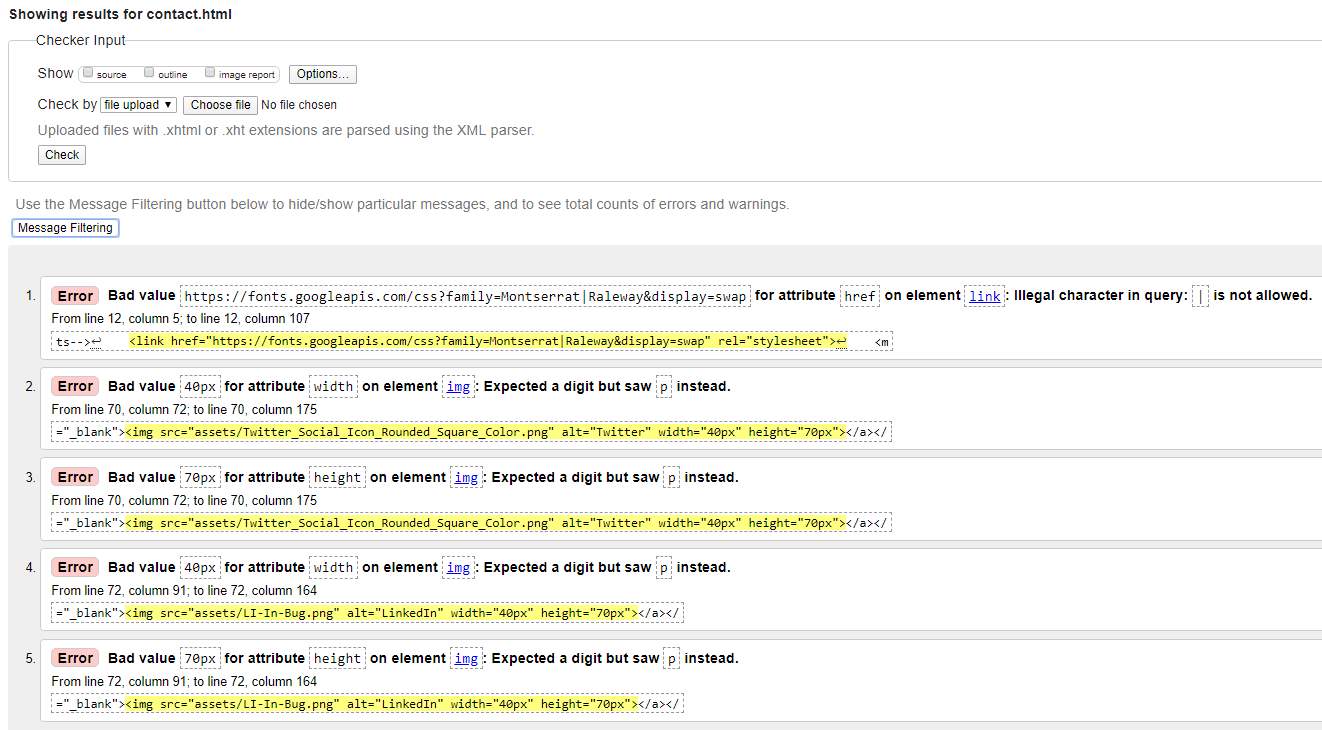 Showing results for contact.html
Checker Input
Show source outline image report Options...
Check by file upload ▼ Choose file No file chosen
Uploaded files with .xhtml or .xht extensions are parsed using the XML parser.
Check
Use the Message Filtering button below to hide/show particular messages, and to see total counts of errors and warnings.
Message Filtering
1. Error Bad value https://fonts.googleapis.com/css?family=Montserrat|Raleway&display=swap for attribute href on element link: Illegal character in query: | is not allowed.
From line 12, column 5; to line 12, column 107
ts-->↩ <link href="https://fonts.googleapis.com/css?family=Montserrat|Raleway&display=swap" rel="stylesheet">↩ <m
2. Error Bad value 40px for attribute width on element img: Expected a digit but saw p instead.
From line 70, column 72; to line 70, column 175
="_blank"><img src="assets/Twitter_Social_Icon_Rounded_Square_Color.png" alt="Twitter" width="40px" height="70px"></a></
3. Error Bad value 70px for attribute height on element img: Expected a digit but saw p instead.
From line 70, column 72; to line 70, column 175
="_blank"><img src="assets/Twitter_Social_Icon_Rounded_Square_Color.png" alt="Twitter" width="40px" height="70px"></a></
4. Error Bad value 40px for attribute width on element img: Expected a digit but saw p instead.
From line 72, column 91; to line 72, column 164
="_blank"><img src="assets/LI-In-Bug.png" alt="LinkedIn" width="40px" height="70px"></a></
5. Error Bad value 70px for attribute height on element img: Expected a digit but saw p instead.
From line 72, column 91; to line 72, column 164
="_blank"><img src="assets/LI-In-Bug.png" alt="LinkedIn" width="40px" height="70px"></a></